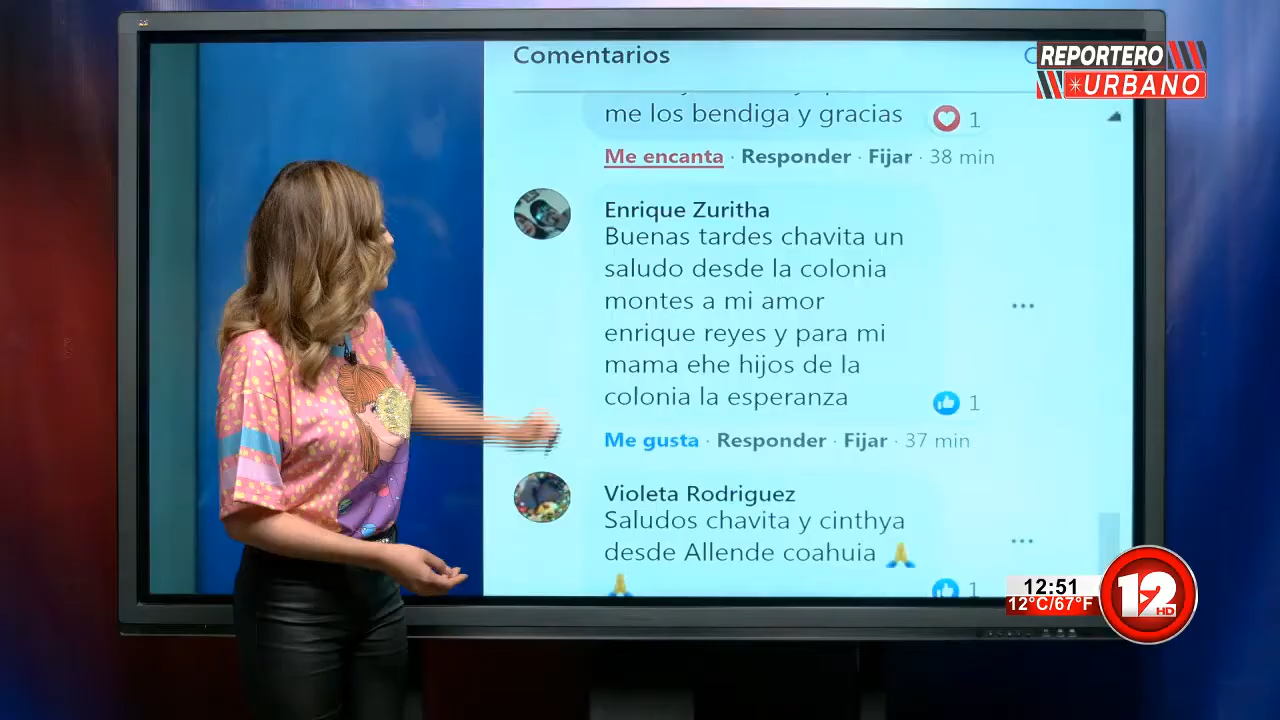 Comentarios
REPORTERO
URBANO
me los bendiga y gracias
1
Me encanta · Responder · Fijar · 38 min
Enrique Zuritha
Buenas tardes chavita un
saludo desde la colonia
montes a mi amor
enrique reyes y para mi
mama ehe hijos de la
colonia la esperanza
1
Me gusta · Responder · Fijar · 37 min
Violeta Rodriguez
Saludos chavita y cinthya
desde Allende coahuia 🙏
🙏
1
12:51
12°C/67°F
12
HD